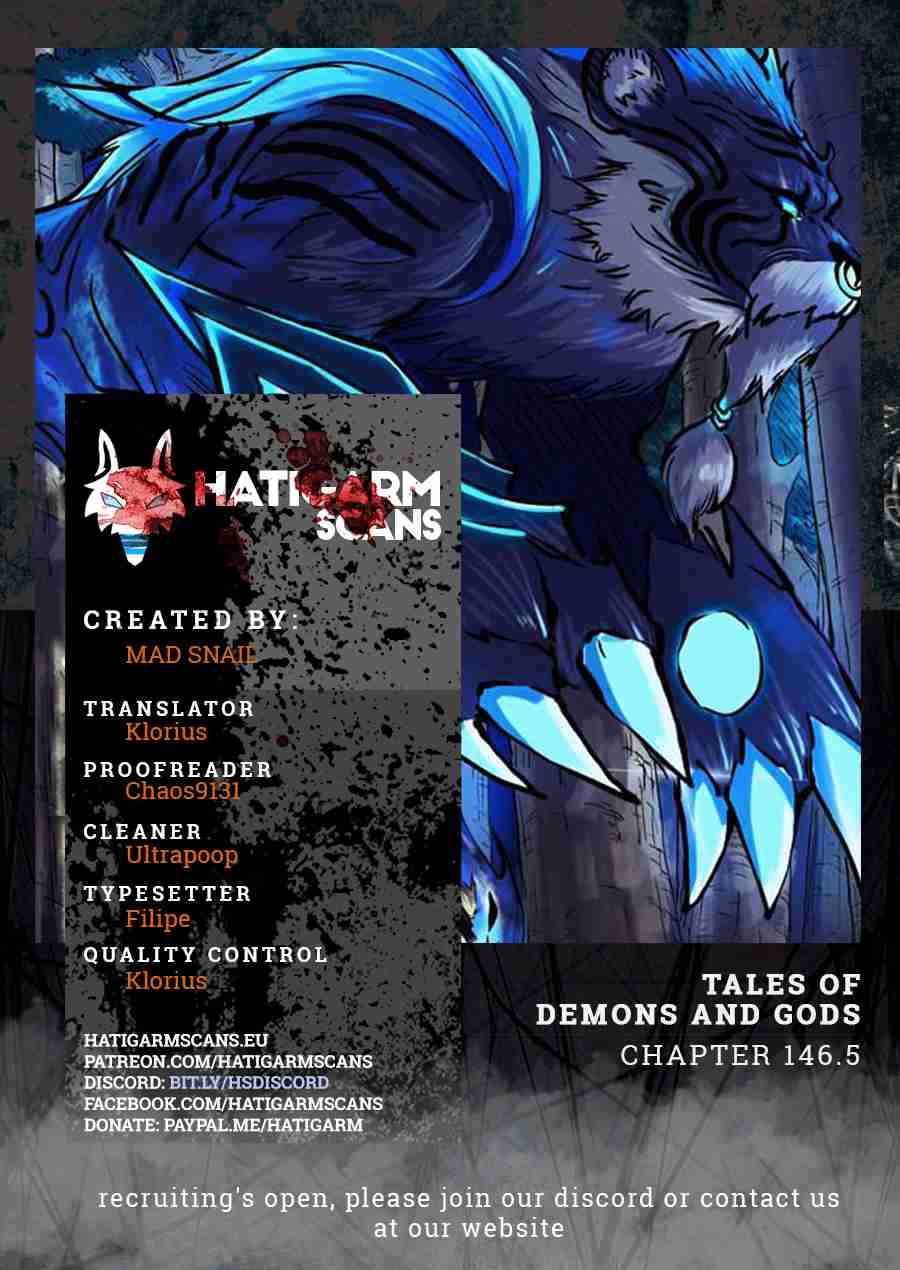 HATIGARM
SCANS
CREATED BY:
MAD SNAIL
TRANSLATOR
Klorius
PROOFREADER
Chaos9131
CLEANER
Ultrapoop
TYPESETTER
Filipe
QUALITY CONTROL
Klorius
HATIGARMSCANS.EU
PATREON.COM/HATIGARMSCANS
DISCORD: BIT.LY/HSDISCORD
FACEBOOK.COM/HATIGARMSCANS
DONATE: PAYPAL.ME/HATIGARM
TALES OF
DEMONS AND GODS
CHAPTER 146.5
recruiting's open, please join our discord or contact us
at our website